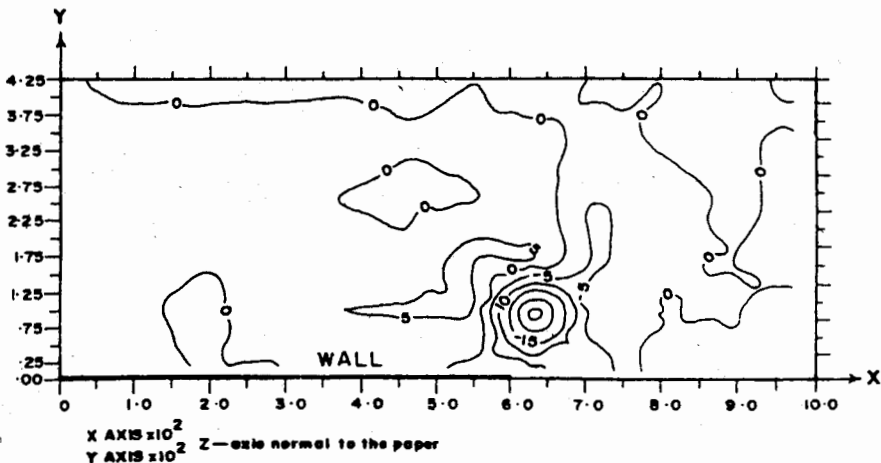 Y
4.25
3.75
3.25
2.75
2.25
1.75
1.25
.75
.25
.00
0 0 0
0
0 0
0
0
0 -5
0
0 10 -5 0
5
-15
WALL
0 1.0 2.0 3.0 4.0 5.0 6.0 7.0 8.0 9.0 10.0
X
X AXIS x10²
Y AXIS x10² Z—axis normal to the paper